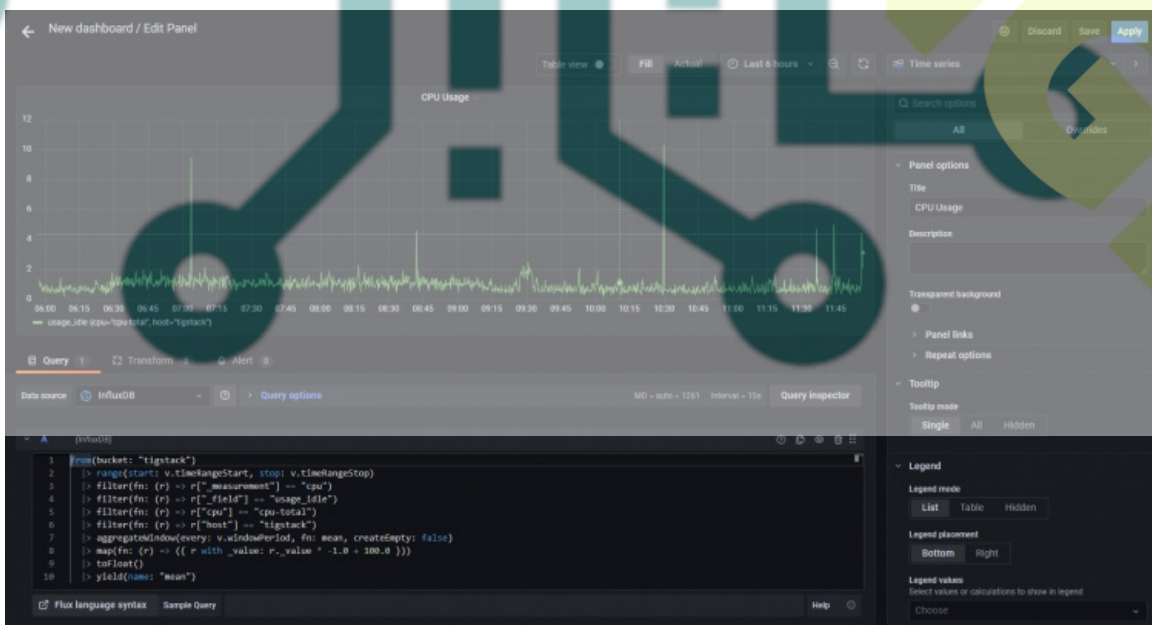 New dashboard / Edit Panel
Discard Save Apply
Table view Fill Actual Last 6 hours
Time series
CPU Usage
Search options
All Overrides
12
10
8
6
4
2
0
06:00 06:15 06:30 06:45 07:00 07:15 07:30 07:45 08:00 08:15 08:30 08:45 09:00 09:15 09:30 09:45 10:00 10:15 10:30 10:45 11:00 11:15 11:30 11:45
usage_idle {cpu="cpu-total", host="tigstack"}
Panel options
Title
CPU Usage
Description
Transparent background
Panel links
Repeat options
Query 1 Transform 0 Alert 0
Data source InfluxDB Query options MD = auto = 1261 Interval = 15s Query inspector
Tooltip
Tooltip mode
Single All Hidden
A (InfluxDB)
1 from(bucket: "tigstack")
2 |> range(start: v.timeRangeStart, stop: v.timeRangeStop)
3 |> filter(fn: (r) => r["_measurement"] == "cpu")
4 |> filter(fn: (r) => r["_field"] == "usage_idle")
5 |> filter(fn: (r) => r["cpu"] == "cpu-total")
6 |> filter(fn: (r) => r["host"] == "tigstack")
7 |> aggregateWindow(every: v.windowPeriod, fn: mean, createEmpty: false)
8 |> map(fn: (r) => ({ r with _value: r._value * -1.0 + 100.0 }))
9 |> toFloat()
10 |> yield(name: "mean")
Flux language syntax Sample Query Help
Legend
Legend mode
List Table Hidden
Legend placement
Bottom Right
Legend values
Select values or calculations to show in legend
Choose